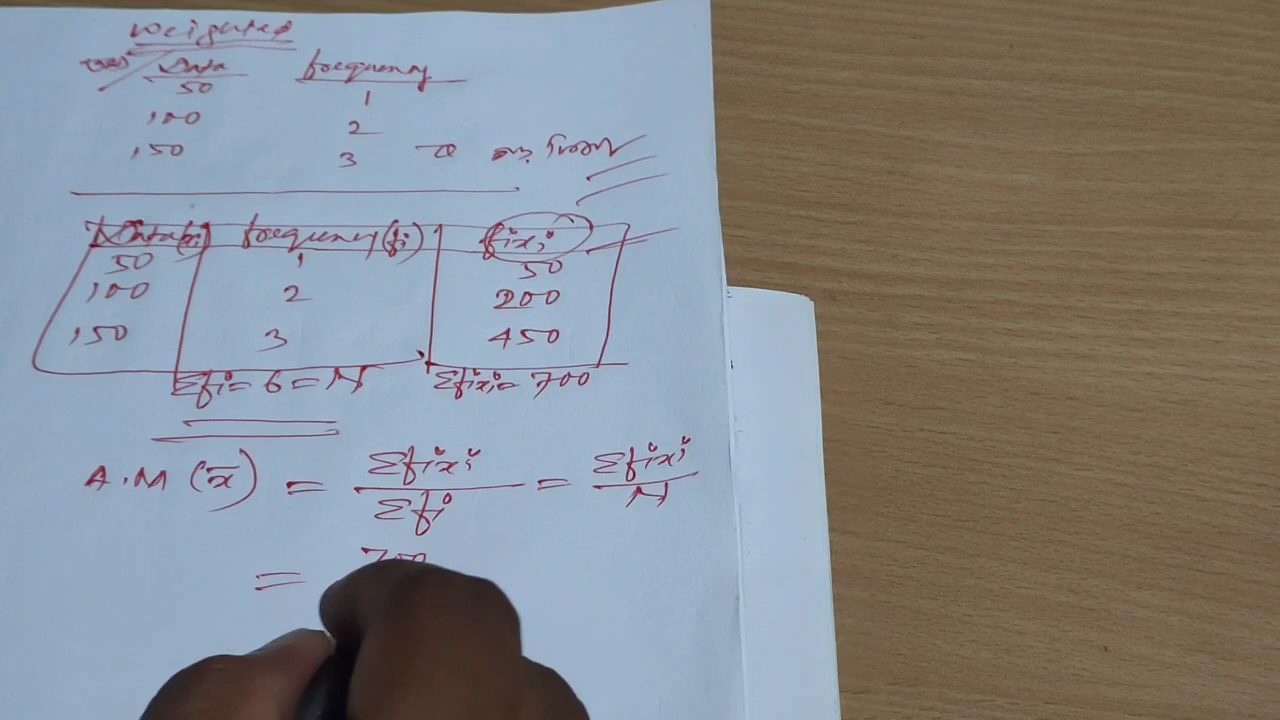 Weighted
Data frequency
50 1
100 2
150 3
Data(xi) frequency(fi) fixi
50 1 50
100 2 200
150 3 450
Σfi = 6 = N Σfixi = 700
A.M (x̄) = Σfixi / Σfi = Σfixi / N
= 700